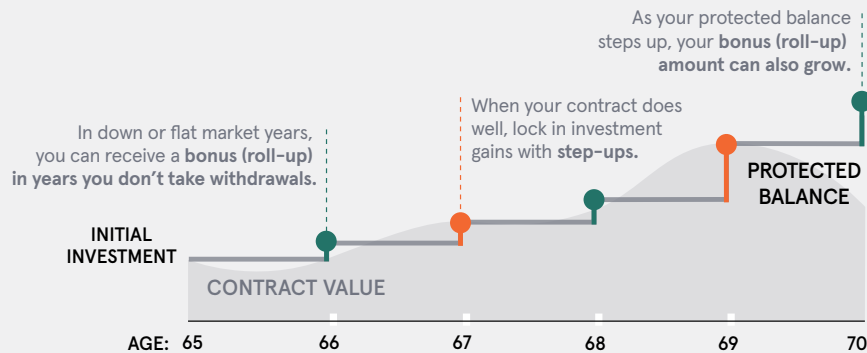 As your protected balance
steps up, your bonus (roll-up)
amount can also grow.
When your contract does
well, lock in investment
gains with step-ups.
In down or flat market years,
you can receive a bonus (roll-up)
in years you don’t take withdrawals.
PROTECTED
BALANCE
INITIAL
INVESTMENT
CONTRACT VALUE
AGE: 65 66 67 68 69 70